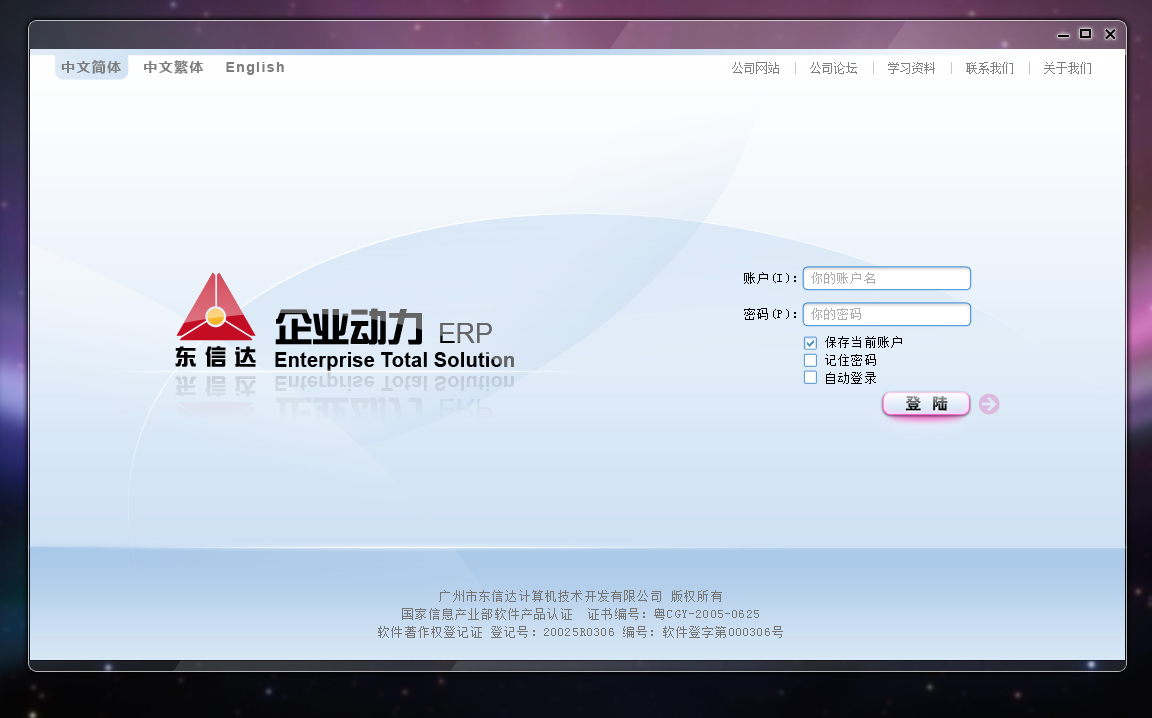 中文简体 中文繁体 English 公司网站 | 公司论坛 | 学习资料 | 联系我们 | 关于我们
账户(I): 你的账户名
密码(P): 你的密码
保存当前账户
记住密码
自动登录
登 陆
企业动力 ERP
东信达 Enterprise Total Solution
广州市东信达计算机技术开发有限公司 版权所有
国家信息产业部软件产品认证 证书编号: 粤CGY-2005-0625
软件著作权登记证 登记号: 20025R0306 编号: 软件登字第000306号